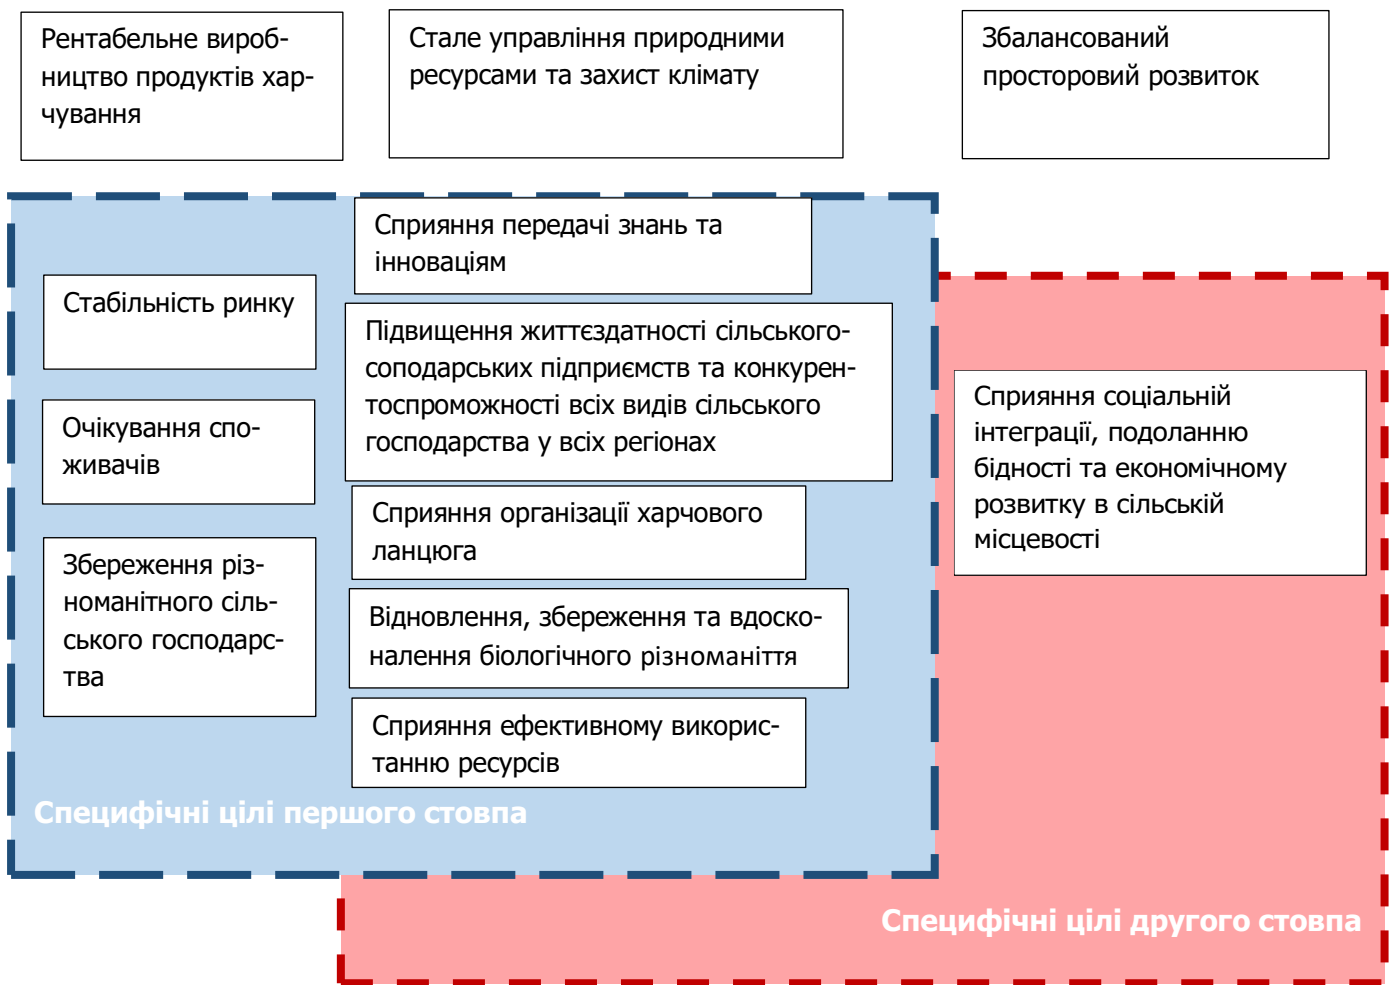 Рентабельне вироб-
ництво продуктів хар-
чування
Стале управління природними
ресурсами та захист клімату
Збалансований
просторовий розвиток
Стабільність ринку
Очікування спо-
живачів
Збереження різ-
номанітного сіль-
ського господарс-
тва
Сприяння передачі знань та
інноваціям
Підвищення життєздатності сільського-
соподарських підприємств та конкурен-
тоспроможності всіх видів сільського
господарства у всіх регіонах
Сприяння організації харчового
ланцюга
Відновлення, збереження та вдоско-
налення біологічного різноманіття
Сприяння ефективному викорис-
танню ресурсів
Специфічні цілі першого стовпа
Сприяння соціальній
інтеграції, подоланню
бідності та економічному
розвитку в сільській
місцевості
Специфічні цілі другого стовпа